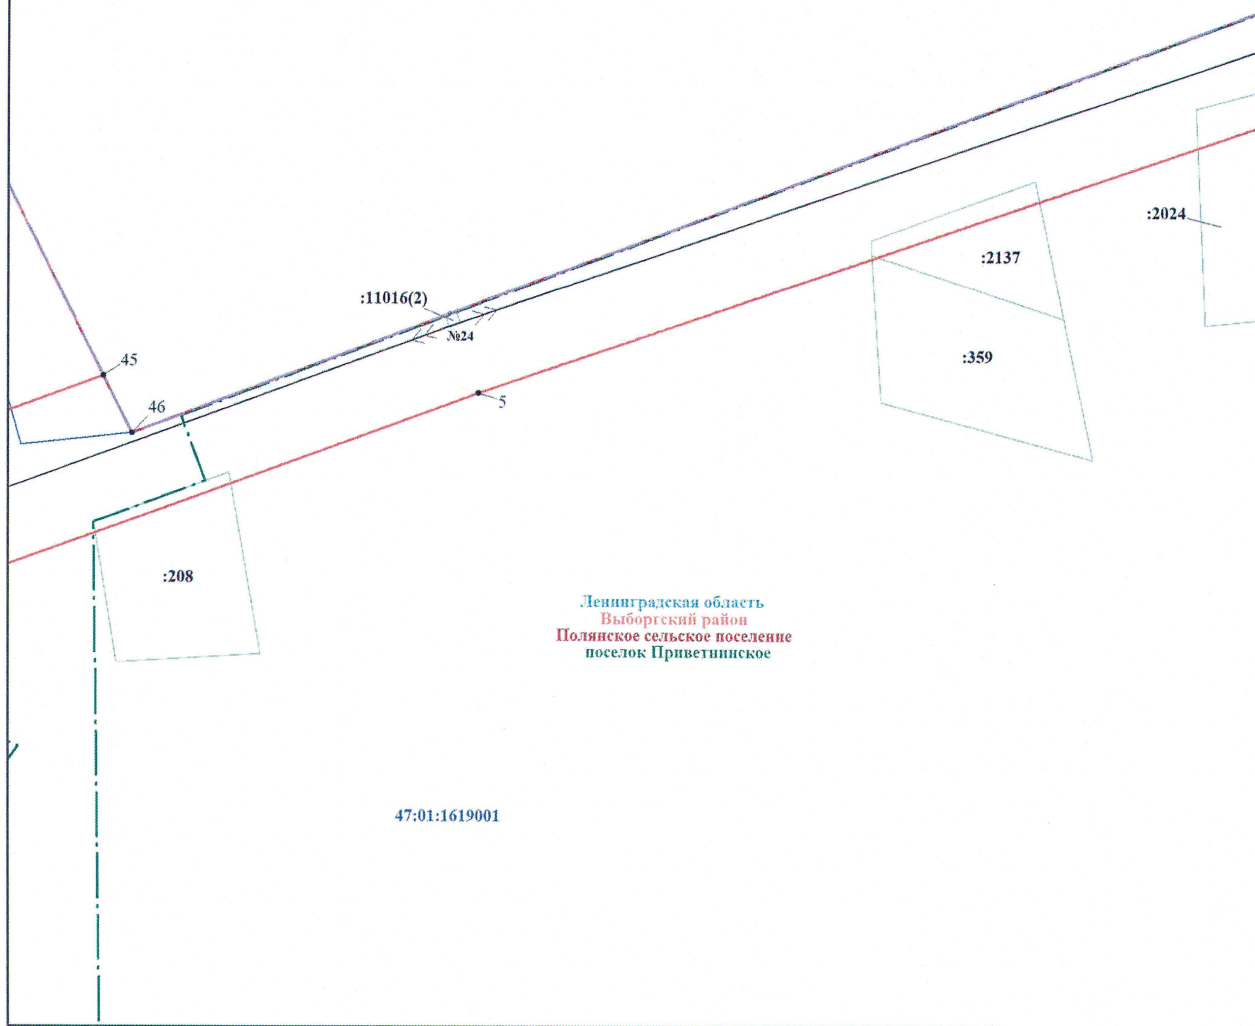 :2024
:2137
:11016(2)
№24
45
:359
46
5
:208
Ленинградская область
Выборгский район
Полянское сельское поселение
поселок Приветнинское
47:01:1619001